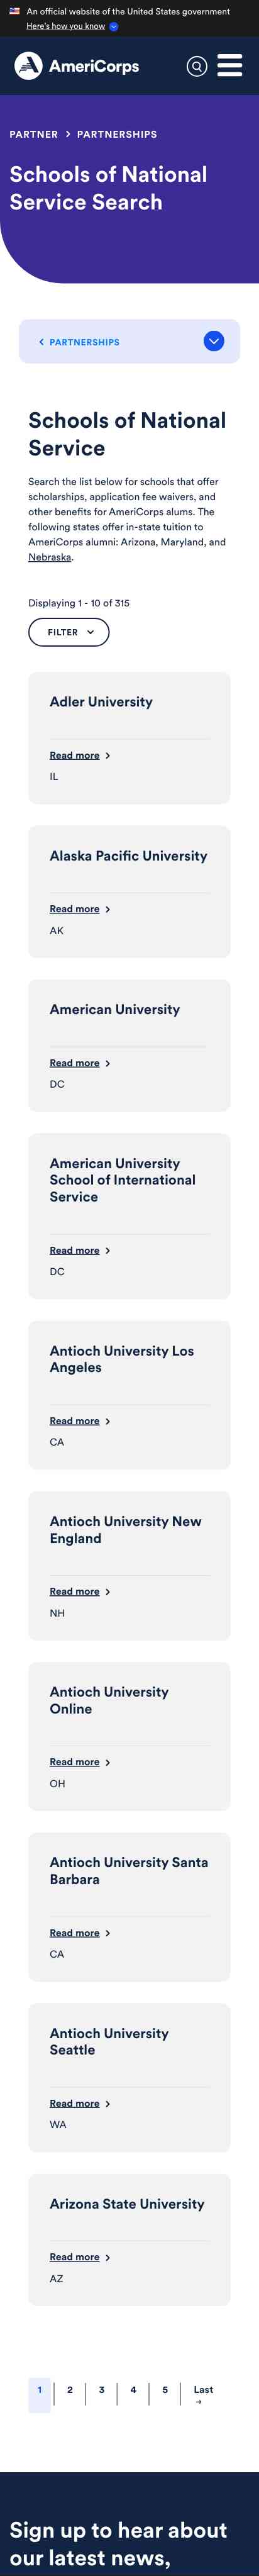 An official website of the United States government
Here's how you know
AmeriCorps
PARTNER > PARTNERSHIPS
Schools of National
Service Search
< PARTNERSHIPS
Schools of National
Service
Search the list below for schools that offer
scholarships, application fee waivers, and
other benefits for AmeriCorps alums. The
following states offer in-state tuition to
AmeriCorps alumni: Arizona, Maryland, and
Nebraska.
Displaying 1 - 10 of 315
FILTER
Adler University
Read more >
IL
Alaska Pacific University
Read more >
AK
American University
Read more >
DC
American University
School of International
Service
Read more >
DC
Antioch University Los
Angeles
Read more >
CA
Antioch University New
England
Read more >
NH
Antioch University
Online
Read more >
OH
Antioch University Santa
Barbara
Read more >
CA
Antioch University
Seattle
Read more >
WA
Arizona State University
Read more >
AZ
1 2 3 4 5 Last
→
Sign up to hear about
our latest news,